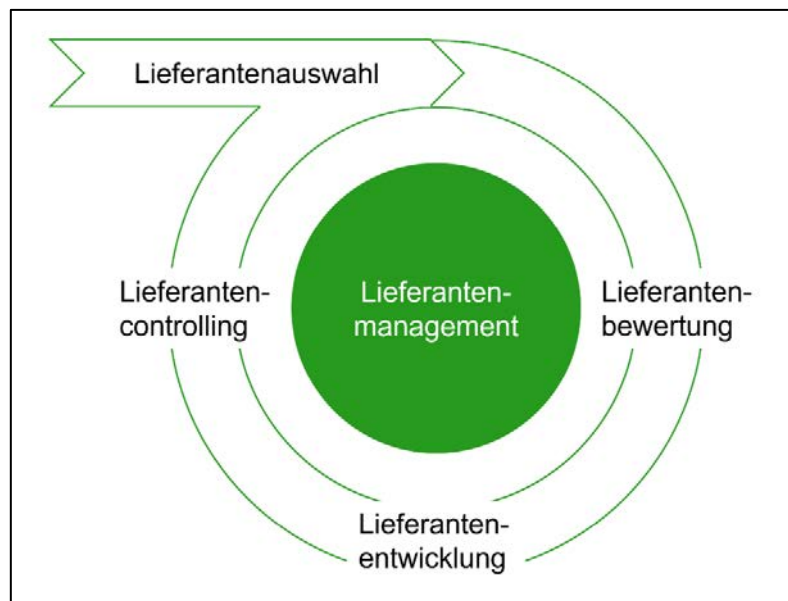 Lieferantenauswahl
Lieferanten-
controlling
Lieferanten-
management
Lieferanten-
bewertung
Lieferanten-
entwicklung